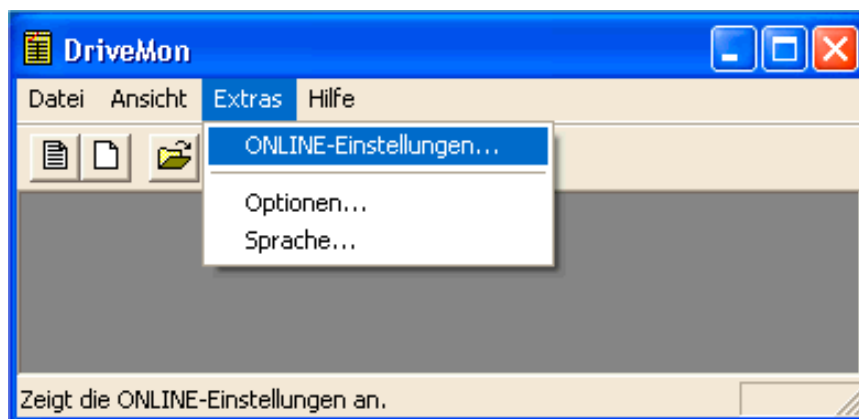 DriveMon
Datei Ansicht Extras Hilfe
ONLINE-Einstellungen...
Optionen...
Sprache...
Zeigt die ONLINE-Einstellungen an.